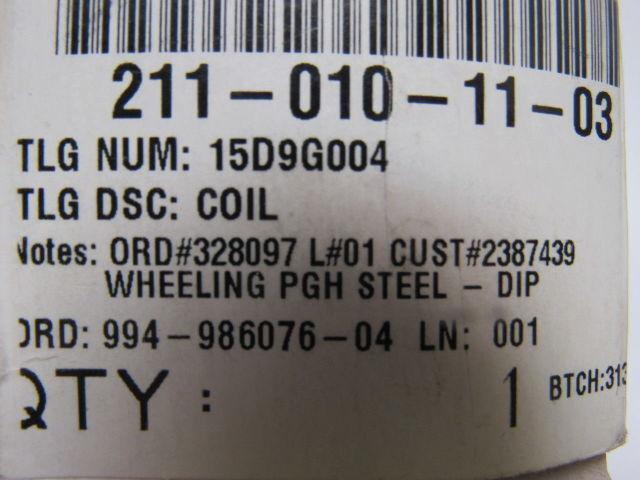 211-010-11-03
TLG NUM: 15D9G004
TLG DSC: COIL
Notes: ORD#328097 L#01 CUST#2387439
WHEELING PGH STEEL - DIP
ORD: 994-986076-04 LN: 001
QTY: 1 BTCH:313